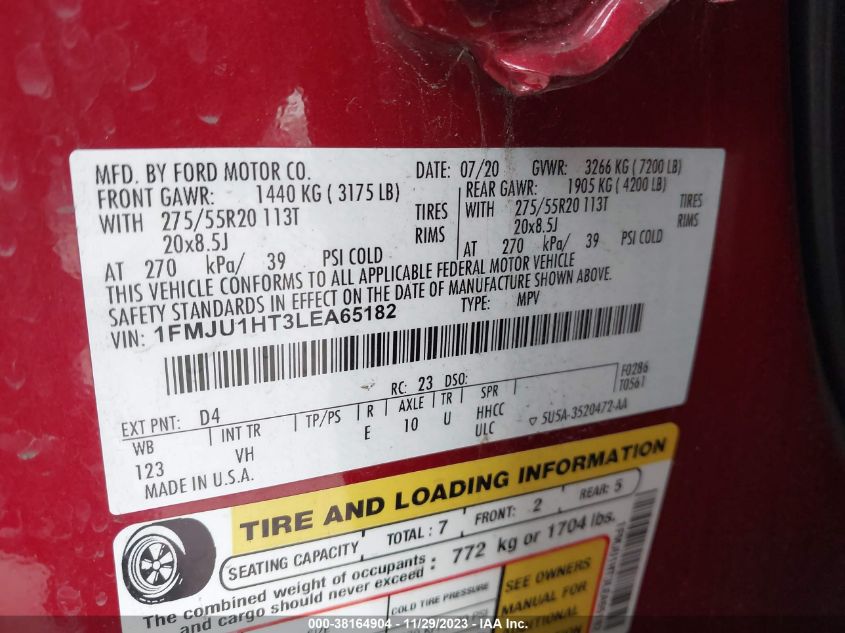 MFD. BY FORD MOTOR CO.
DATE: 07/20 GVWR: 3266 KG ( 7200 LB)
FRONT GAWR: 1440 KG ( 3175 LB)
REAR GAWR: 1905 KG ( 4200 LB)
WITH 275/55R20 113T TIRES
WITH 275/55R20 113T TIRES
20x8.5J RIMS
20x8.5J RIMS
AT 270 kPa/ 39 PSI COLD
AT 270 kPa/ 39 PSI COLD
THIS VEHICLE CONFORMS TO ALL APPLICABLE FEDERAL MOTOR VEHICLE
SAFETY STANDARDS IN EFFECT ON THE DATE OF MANUFACTURE SHOWN ABOVE.
VIN: 1FMJU1HT3LEA65182 TYPE: MPV
F0286
T0561
EXT PNT: D4 RC: 23 DSO:
WB INT TR TP/PS R AXLE TR SPR
123 VH E 10 U HHCC
ULC ▽ 5U5A-3520472-AA
MADE IN U.S.A.
TIRE AND LOADING INFORMATION
SEATING CAPACITY TOTAL: 7 FRONT: 2 REAR: 5
The combined weight of occupants
and cargo should never exceed : 772 kg or 1704 lbs.
COLD TIRE PRESSURE
SEE OWNERS
MANUAL FOR
000-38164904 - 11/29/2023 - IAA Inc.